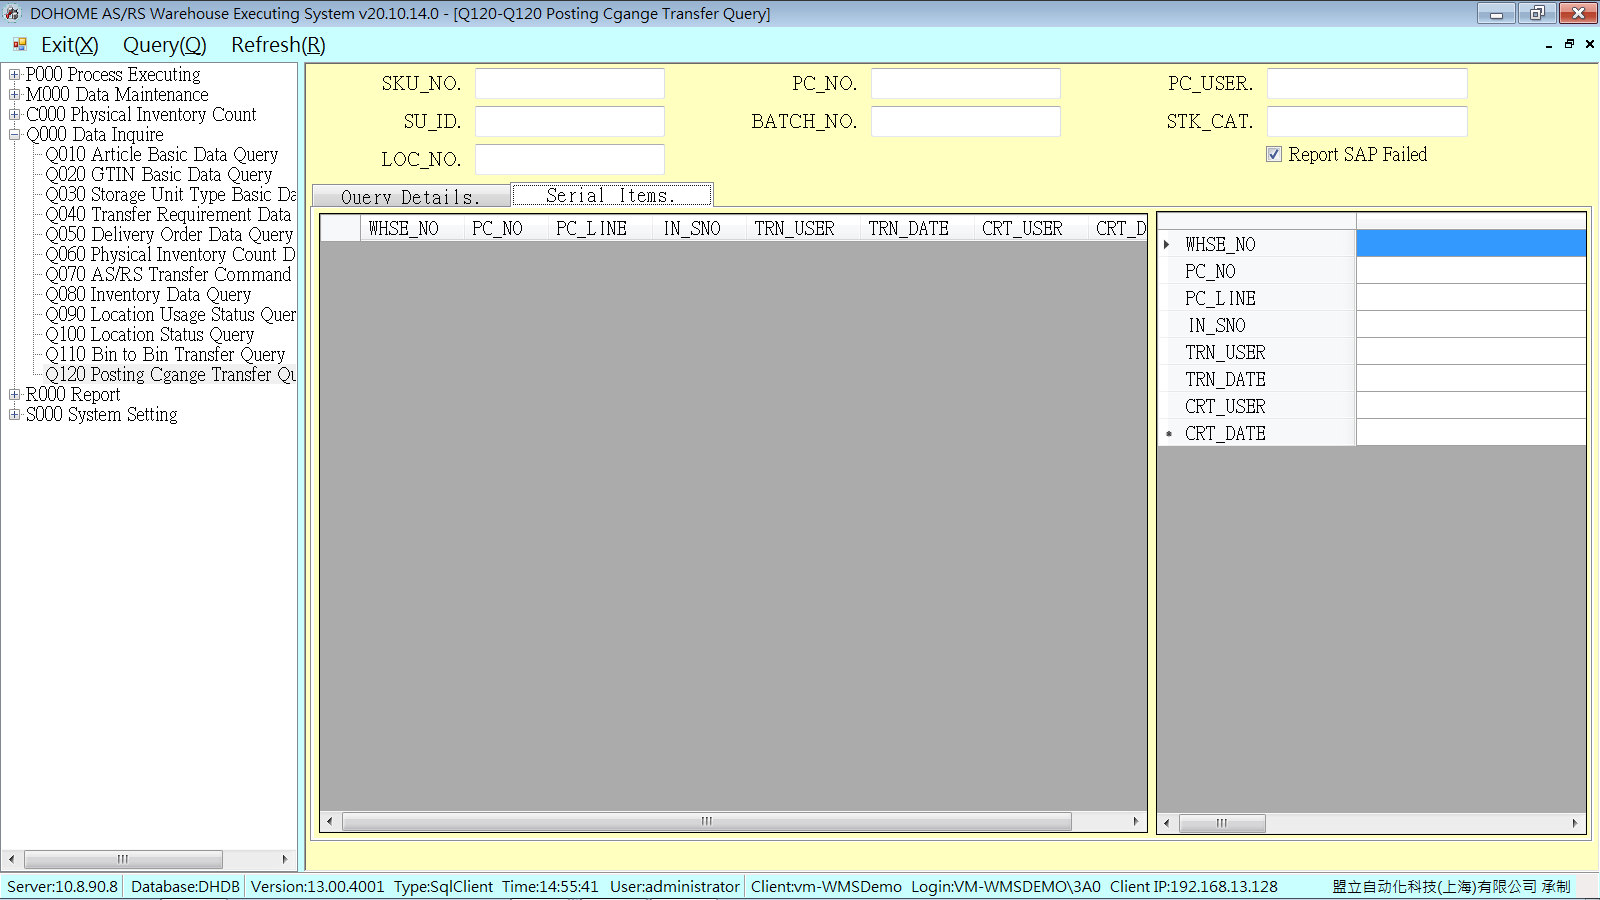 DOHOME AS/RS Warehouse Executing System v20.10.14.0 - [Q120-Q120 Posting Cgange Transfer Query]
Exit(X) Query(Q) Refresh(R)
P000 Process Executing
M000 Data Maintenance
C000 Physical Inventory Count
Q000 Data Inquire
Q010 Article Basic Data Query
Q020 GTIN Basic Data Query
Q030 Storage Unit Type Basic Da
Q040 Transfer Requirement Data
Q050 Delivery Order Data Query
Q060 Physical Inventory Count D
Q070 AS/RS Transfer Command
Q080 Inventory Data Query
Q090 Location Usage Status Quer
Q100 Location Status Query
Q110 Bin to Bin Transfer Query
Q120 Posting Cgange Transfer Qu
R000 Report
S000 System Setting
SKU_NO. PC_NO. PC_USER.
SU_ID. BATCH_NO. STK_CAT.
LOC_NO. Report SAP Failed
Query Details. Serial Items.
WHSE_NO PC_NO PC_LINE IN_SNO TRN_USER TRN_DATE CRT_USER CRT_D
WHSE_NO
PC_NO
PC_LINE
IN_SNO
TRN_USER
TRN_DATE
CRT_USER
CRT_DATE
Server:10.8.90.8 Database:DHDB Version:13.00.4001 Type:SqlClient Time:14:55:41 User:administrator Client:vm-WMSDemo Login:VM-WMSDEMO\3A0 Client IP:192.168.13.128 盟立自动化科技(上海)有限公司 承制